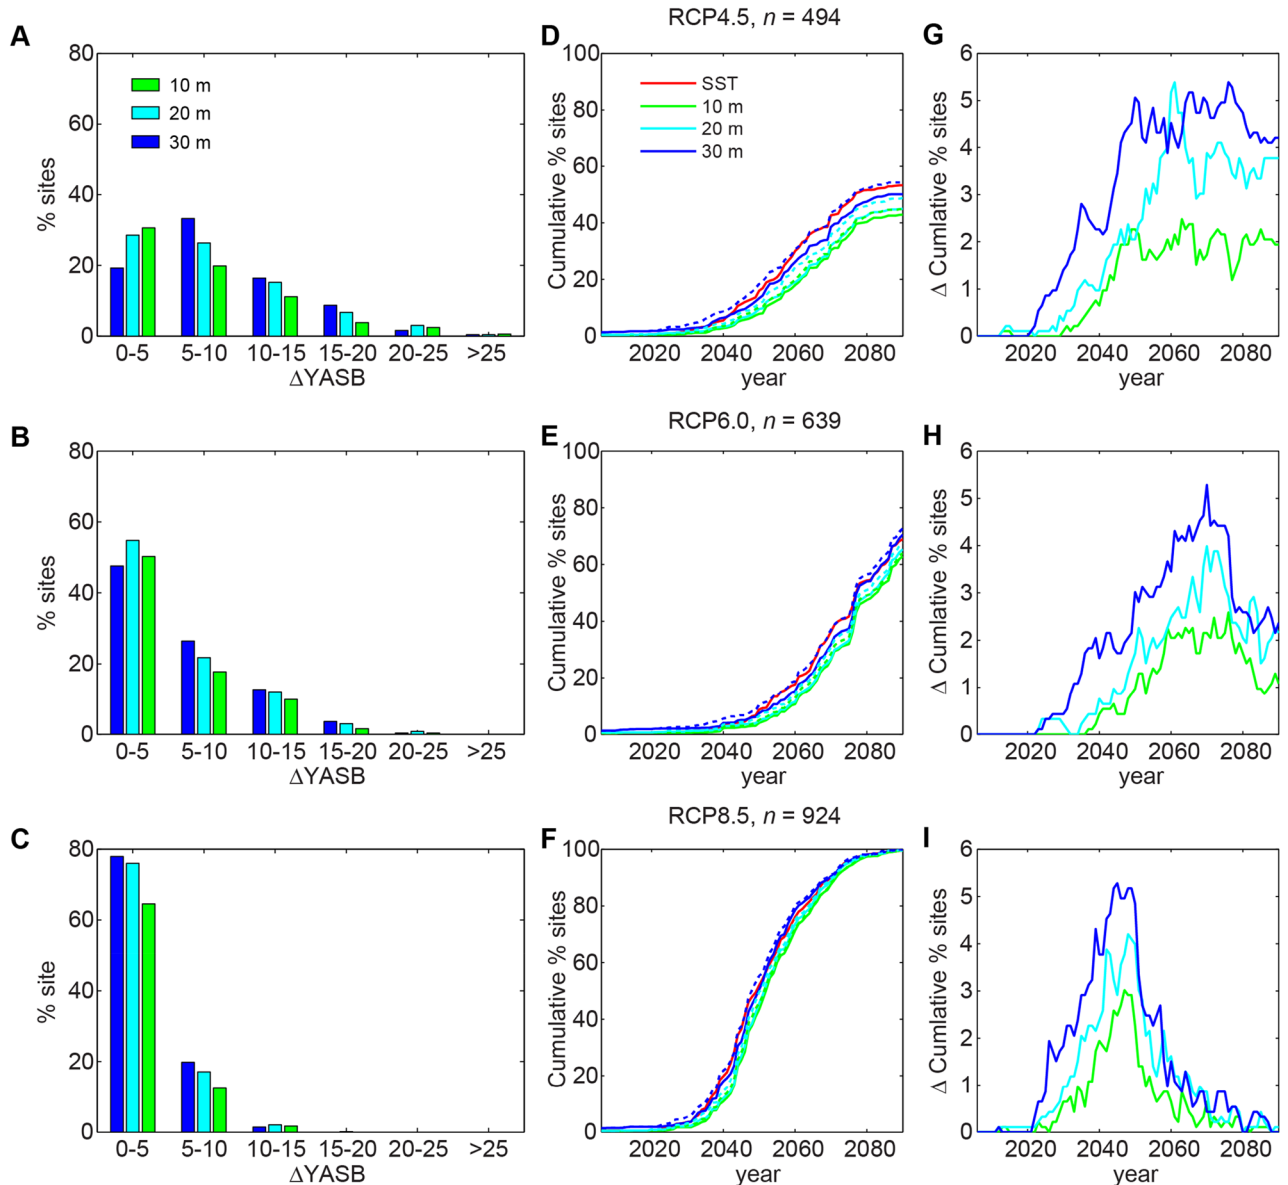 RCP4.5, n = 494
A
80
60
40
20
0
% sites
10 m
20 m
30 m
0-5 5-10 10-15 15-20 20-25 >25
ΔYASB
D
100
80
60
40
20
0
Cumulative % sites
SST
10 m
20 m
30 m
2020 2040 2060 2080
year
G
6
5
4
3
2
1
0
Δ Cumlative % sites
2020 2040 2060 2080
year
RCP6.0, n = 639
B
80
60
40
20
0
% sites
0-5 5-10 10-15 15-20 20-25 >25
ΔYASB
E
100
80
60
40
20
0
Cumulative % sites
2020 2040 2060 2080
year
H
6
5
4
3
2
1
0
Δ Cumlative % sites
2020 2040 2060 2080
year
RCP8.5, n = 924
C
80
60
40
20
0
% site
0-5 5-10 10-15 15-20 20-25 >25
ΔYASB
F
100
80
60
40
20
0
Cumulative % sites
2020 2040 2060 2080
year
I
6
5
4
3
2
1
0
Δ Cumlative % sites
2020 2040 2060 2080
year